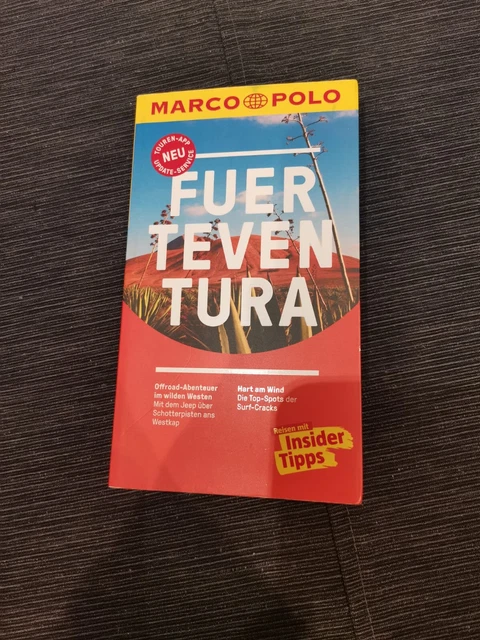 MARCO POLO
TOUREN-APP
NEU
UPDATE-SERVICE
FUER
TEVEN
TURA
Offroad-Abenteuer
im wilden Westen
Mit dem Jeep über
Schotterpisten ans
Westkap
Hart am Wind
Die Top-Spots der
Surf-Cracks
Reisen mit
Insider
Tipps